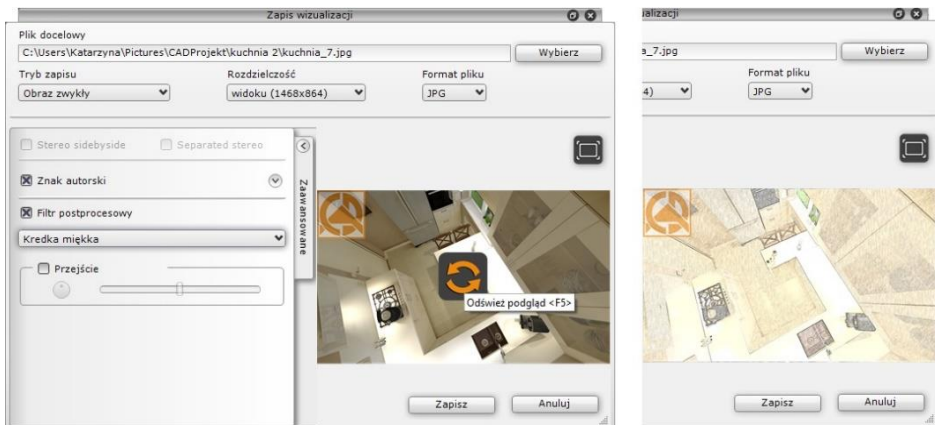 Zapis wizualizacji
Plik docelowy
C:\Users\Katarzyna\Pictures\CADProjekt\kuchnia 2\kuchnia_7.jpg
Wybierz
Tryb zapisu
Rozdzielczość
Format pliku
Obraz zwykły
widoku (1468x864)
JPG
Stereo sidebyside
Separated stereo
Znak autorski
Filtr postprocesowy
Kredka miękka
Przejście
Zaawansowane
Odśwież podgląd <F5>
Zapisz
Anuluj
ualizacji
a_7.jpg
Wybierz
Format pliku
4)
JPG
Zapisz
Anuluj